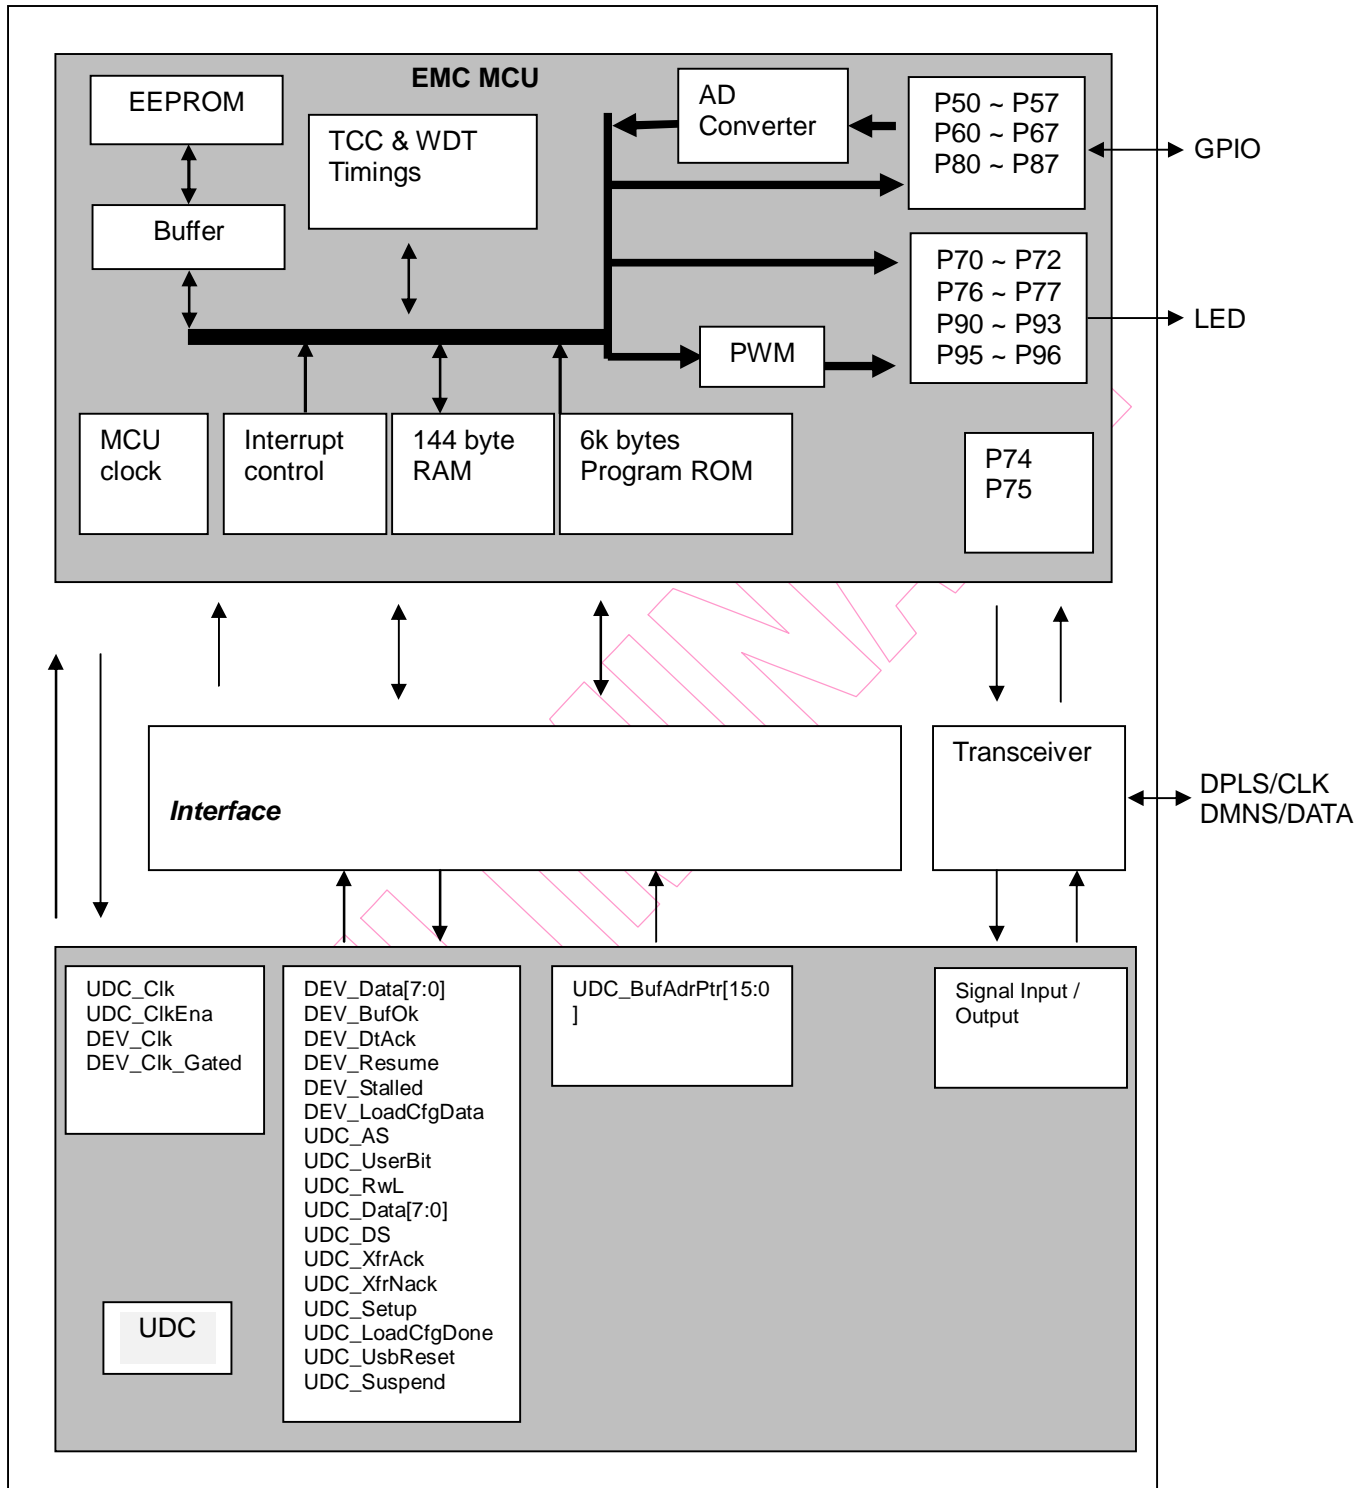 EMC MCU
EEPROM
Buffer
TCC & WDT
Timings
AD
Converter
P50 ~ P57
P60 ~ P67
P80 ~ P87
GPIO
P70 ~ P72
P76 ~ P77
P90 ~ P93
P95 ~ P96
LED
PWM
MCU
clock
Interrupt
control
144 byte
RAM
6k bytes
Program ROM
P74
P75
Interface
Transceiver
DPLS/CLK
DMNS/DATA
UDC_Clk
UDC_ClkEna
DEV_Clk
DEV_Clk_Gated
DEV_Data[7:0]
DEV_BufOk
DEV_DtAck
DEV_Resume
DEV_Stalled
DEV_LoadCfgData
UDC_AS
UDC_UserBit
UDC_RwL
UDC_Data[7:0]
UDC_DS
UDC_XfrAck
UDC_XfrNack
UDC_Setup
UDC_LoadCfgDone
UDC_UsbReset
UDC_Suspend
UDC_BufAdrPtr[15:0
]
Signal Input /
Output
UDC